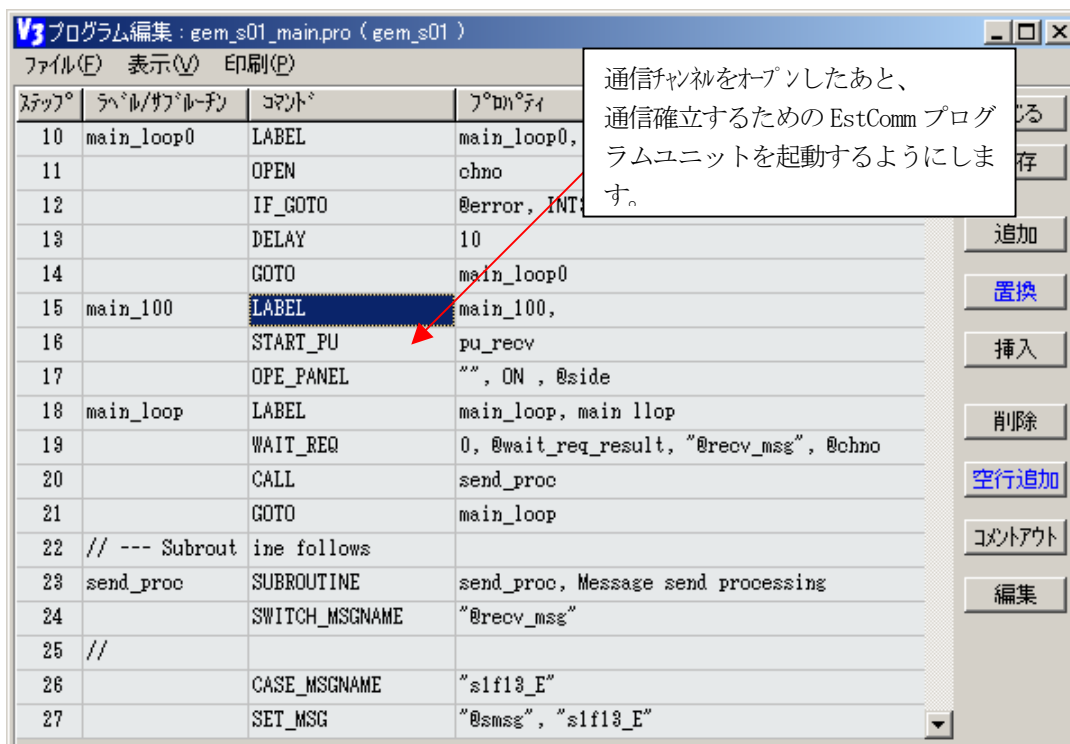 V3 プログラム編集：gem_s01_main.pro（gem_s01）
ファイル(F) 表示(V) 印刷(P)
通信ﾁｬﾝﾈﾙをｵｰﾌﾟﾝしたあと、
通信確立するための EstComm プログ
ラムユニットを起動するようにしま
す。
ｽﾃｯﾌﾟ ﾗﾍﾞﾙ/ｻﾌﾞﾙｰﾁﾝ ｺﾏﾝﾄﾞ ﾌﾟﾛﾊﾟﾃｨ
10 main_loop0 LABEL main_loop0,
11 OPEN chno
12 IF_GOTO @error,
13 DELAY 10
14 GOTO main_loop0
15 main_100 LABEL main_100,
16 START_PU pu_recv
17 OPE_PANEL "", ON , @side
18 main_loop LABEL main_loop, main llop
19 WAIT_REQ 0, @wait_req_result, "@recv_msg", @chno
20 CALL send_proc
21 GOTO main_loop
22 // --- Subrout ine follows
23 send_proc SUBROUTINE send_proc, Message send processing
24 SWITCH_MSGNAME "@recv_msg"
25 //
26 CASE_MSGNAME "s1f13_E"
27 SET_MSG "@smsg", "s1f13_E"
じる
存
追加
置換
挿入
削除
空行追加
ｺﾒﾝﾄｱｳﾄ
編集